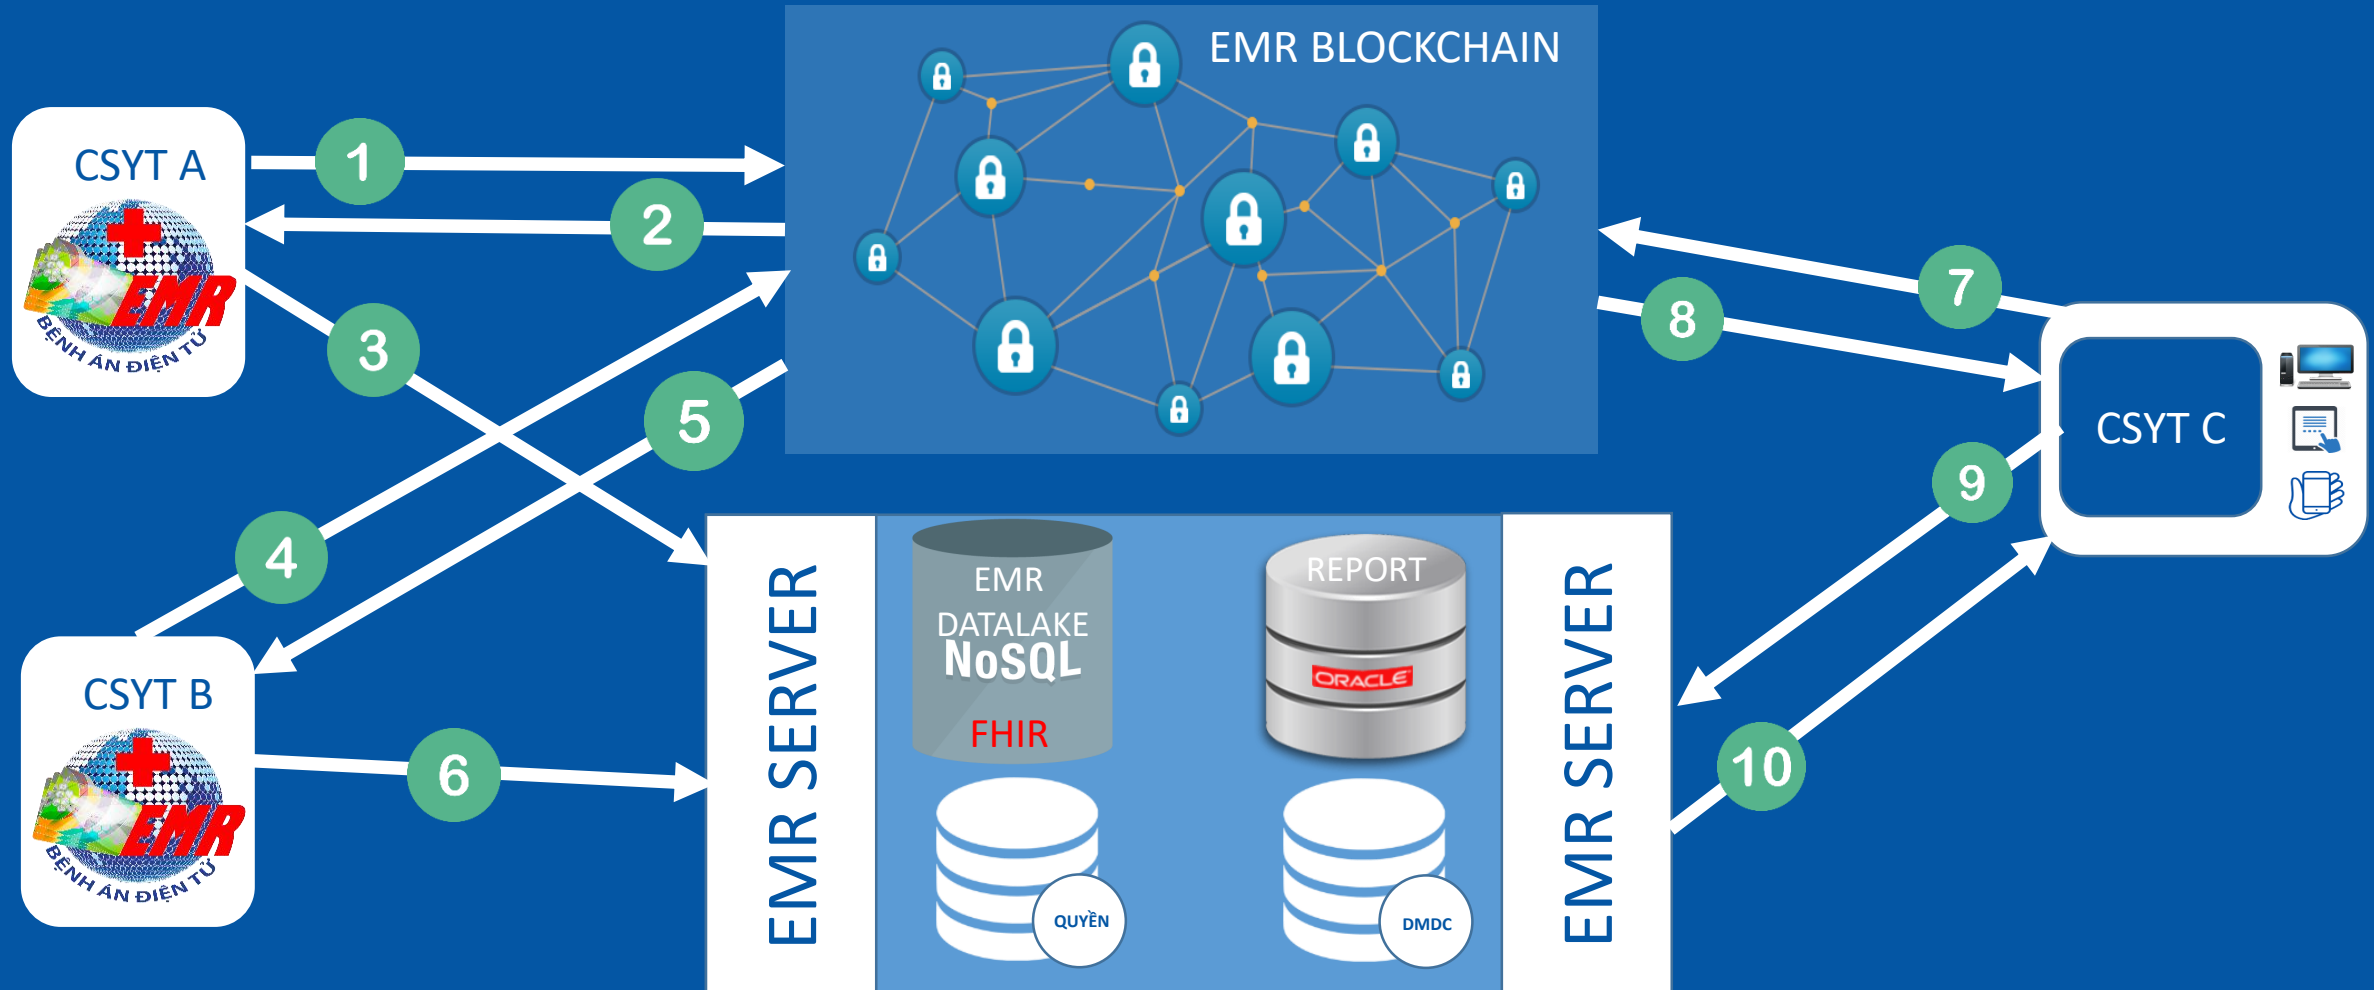 EMR BLOCKCHAIN
CSYT A
EMR
BỆNH ÁN ĐIỆN TỬ
1
2
3
4
5
6
7
8
9
10
CSYT B
EMR
BỆNH ÁN ĐIỆN TỬ
CSYT C
EMR SERVER
EMR
DATALAKE
NoSQL
FHIR
REPORT
ORACLE
QUYỀN
DMDC
EMR SERVER